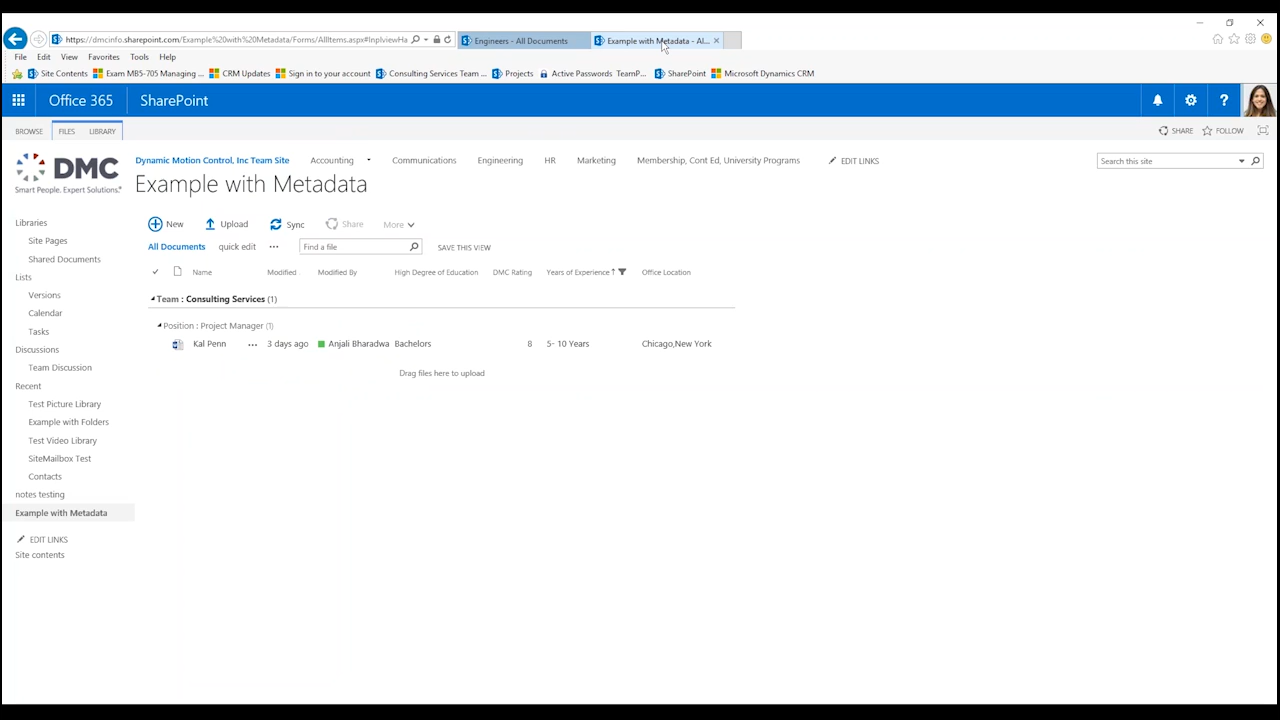 https://dmcinfo.sharepoint.com/Example%20with%20Metadata/Forms/AllItems.aspx#InplviewHa
Engineers - All Documents
Example with Metadata - Al...
File Edit View Favorites Tools Help
Site Contents Exam MB5-705 Managing ... CRM Updates Sign in to your account Consulting Services Team ... Projects Active Passwords TeamP... SharePoint Microsoft Dynamics CRM
Office 365 SharePoint ?
BROWSE FILES LIBRARY SHARE FOLLOW
DMC
Smart People. Expert Solutions.®
Dynamic Motion Control, Inc Team Site Accounting Communications Engineering HR Marketing Membership, Cont Ed, University Programs EDIT LINKS
Search this site
Example with Metadata
Libraries
Site Pages
Shared Documents
Lists
Versions
Calendar
Tasks
Discussions
Team Discussion
Recent
Test Picture Library
Example with Folders
Test Video Library
SiteMailbox Test
Contacts
notes testing
Example with Metadata
EDIT LINKS
Site contents
New Upload Sync Share More
All Documents quick edit ... Find a file SAVE THIS VIEW
Name Modified Modified By High Degree of Education DMC Rating Years of Experience Office Location
Team : Consulting Services (1)
Position : Project Manager (1)
Kal Penn ... 3 days ago Anjali Bharadwa Bachelors 8 5- 10 Years Chicago,New York
Drag files here to upload